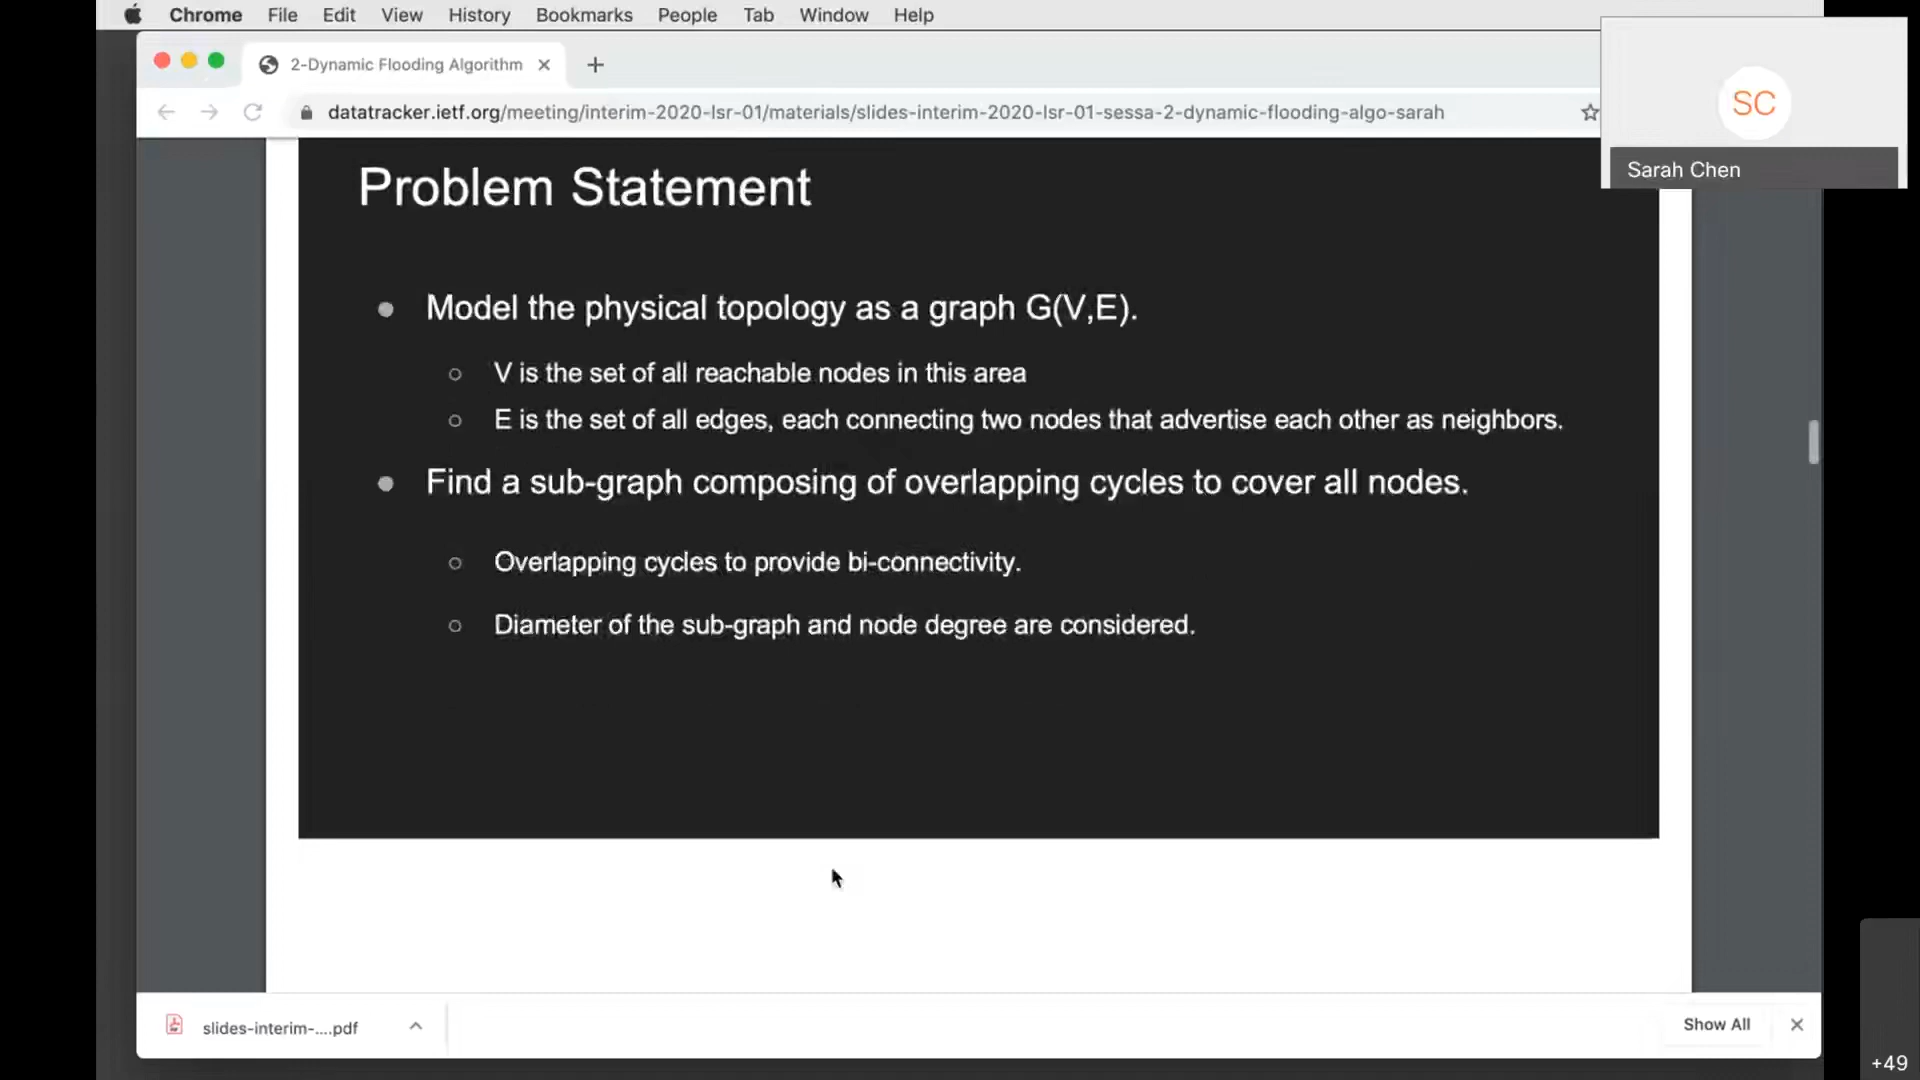 Chrome File Edit View History Bookmarks People Tab Window Help
2-Dynamic Flooding Algorithm
datatracker.ietf.org/meeting/interim-2020-lsr-01/materials/slides-interim-2020-lsr-01-sessa-2-dynamic-flooding-algo-sarah
SC
Sarah Chen
Problem Statement
Model the physical topology as a graph G(V,E).
V is the set of all reachable nodes in this area
E is the set of all edges, each connecting two nodes that advertise each other as neighbors.
Find a sub-graph composing of overlapping cycles to cover all nodes.
Overlapping cycles to provide bi-connectivity.
Diameter of the sub-graph and node degree are considered.
slides-interim-....pdf
Show All
+49